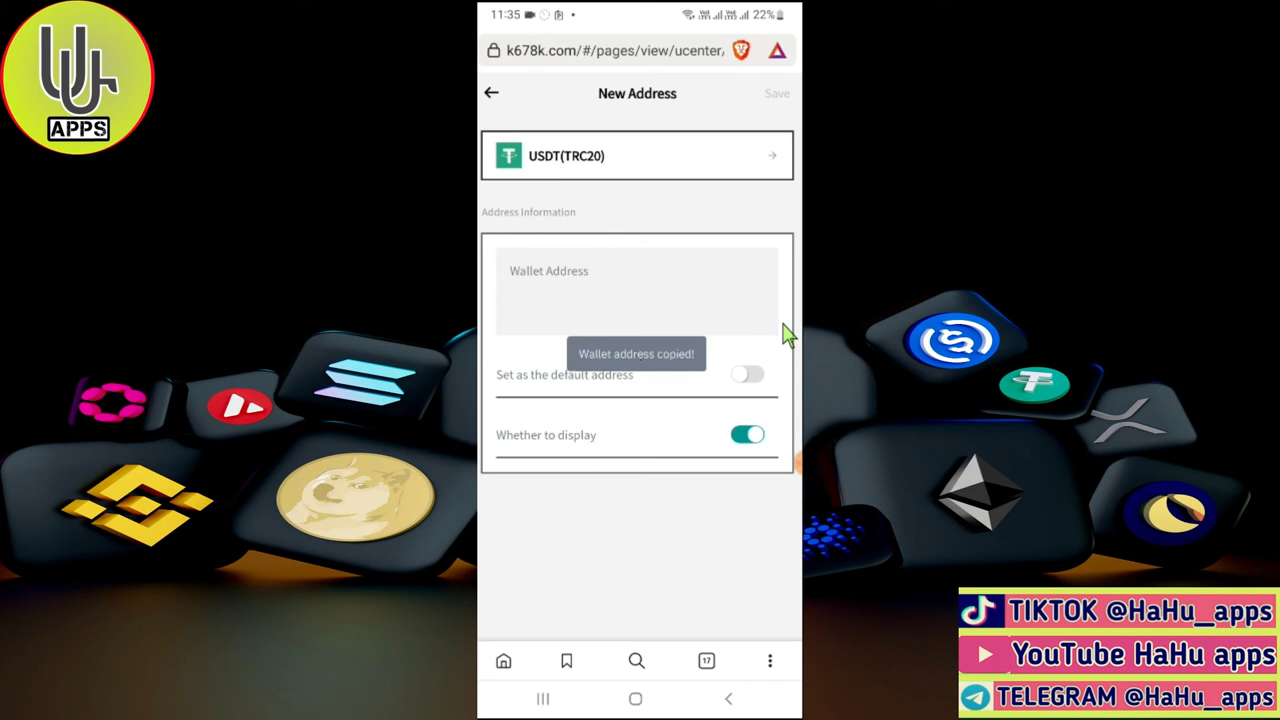 APPS
11:35
22%
k678k.com/#/pages/view/ucenter/
New Address
Save
USDT(TRC20)
Address Information
Wallet Address
Wallet address copied!
Set as the default address
Whether to display
17
TIKTOK @HaHu_apps
YouTube HaHu apps
TELEGRAM @HaHu_apps